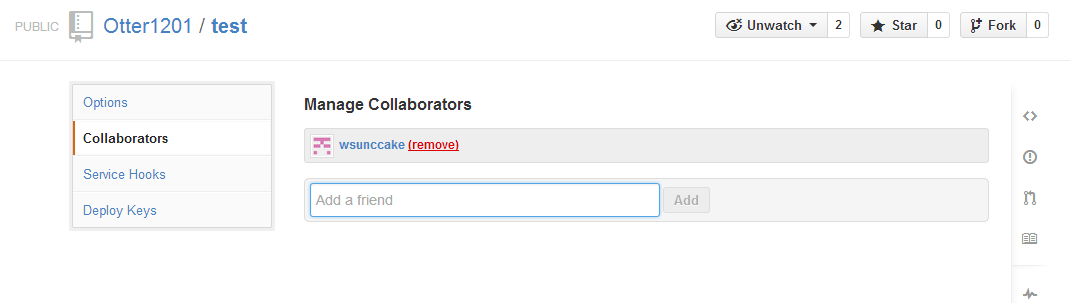 PUBLIC Otter1201 / test Unwatch 2 Star 0 Fork 0
Options
Collaborators
Service Hooks
Deploy Keys
Manage Collaborators
wsunccake (remove)
Add a friend Add